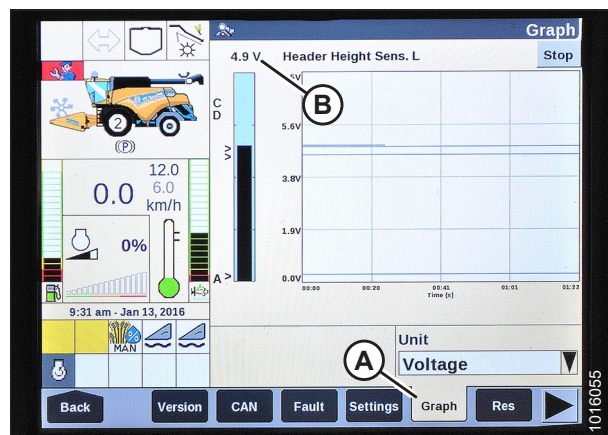 Graph
4.9 V
Header Height Sens. L
Stop
B
C
D
5.6V
3.8V
1.9V
0.0V
A
00:00
00:20
00:41
01:01
01:22
Time (s)
2
(P)
12.0
0.0
6.0
km/h
0%
E
9:31 am - Jan 13, 2016
MAN
Unit
A
Voltage
Back
Version
CAN
Fault
Settings
Graph
Res
1016055